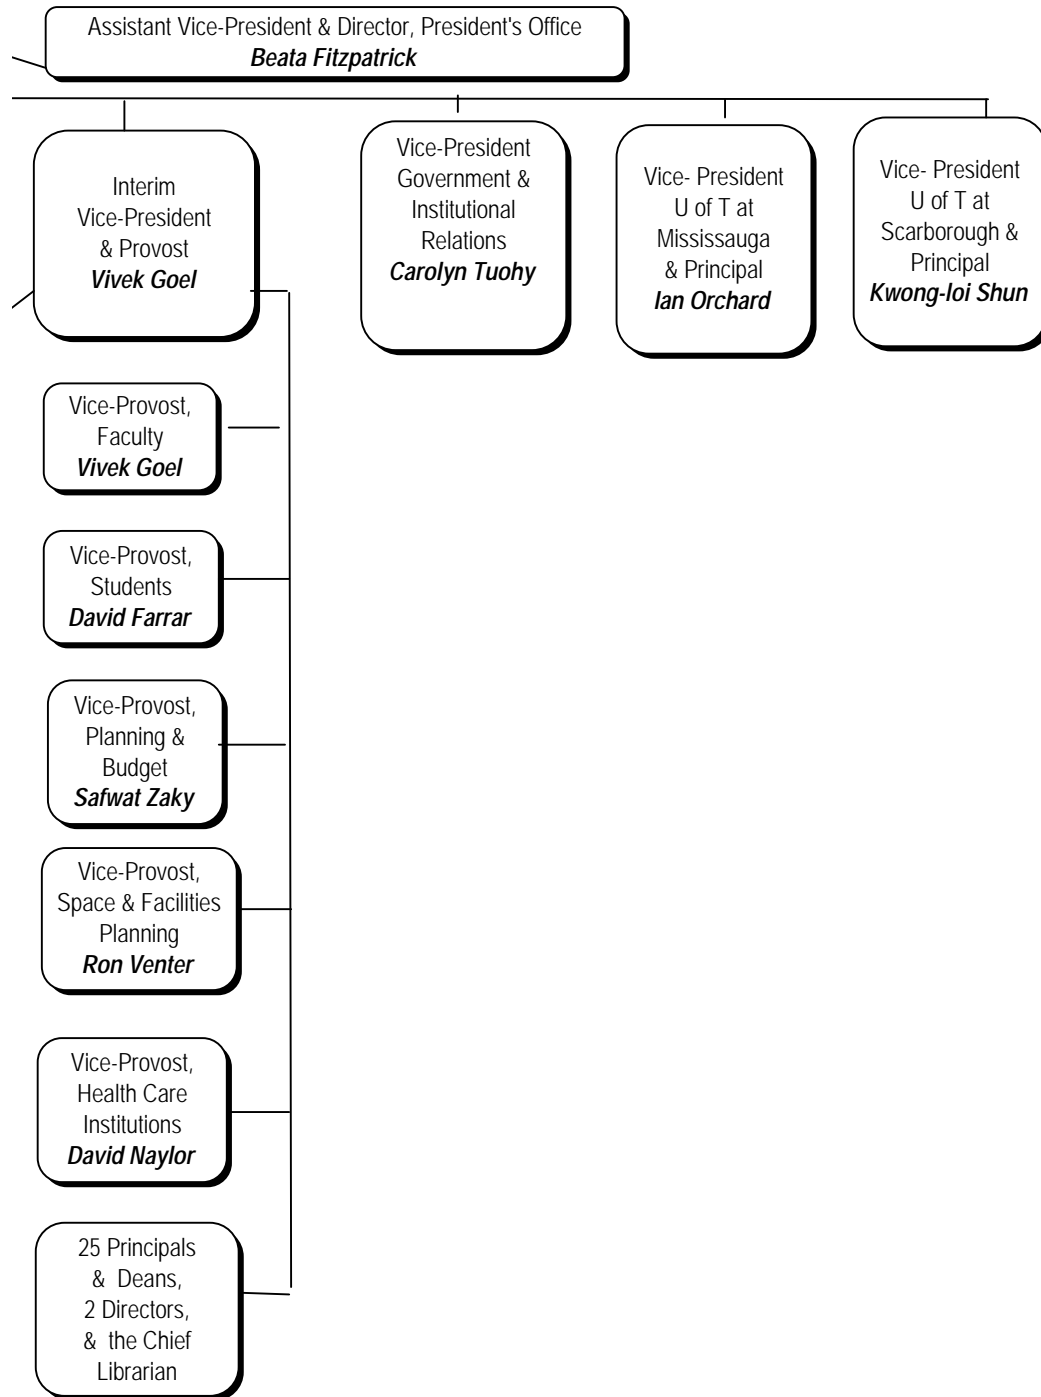 Assistant Vice-President & Director, President's Office
Beata Fitzpatrick
Interim
Vice-President
& Provost
Vivek Goel
Vice-President
Government &
Institutional
Relations
Carolyn Tuohy
Vice- President
U of T at
Mississauga
& Principal
Ian Orchard
Vice- President
U of T at
Scarborough &
Principal
Kwong-loi Shun
Vice-Provost,
Faculty
Vivek Goel
Vice-Provost,
Students
David Farrar
Vice-Provost,
Planning &
Budget
Safwat Zaky
Vice-Provost,
Space & Facilities
Planning
Ron Venter
Vice-Provost,
Health Care
Institutions
David Naylor
25 Principals
& Deans,
2 Directors,
& the Chief
Librarian